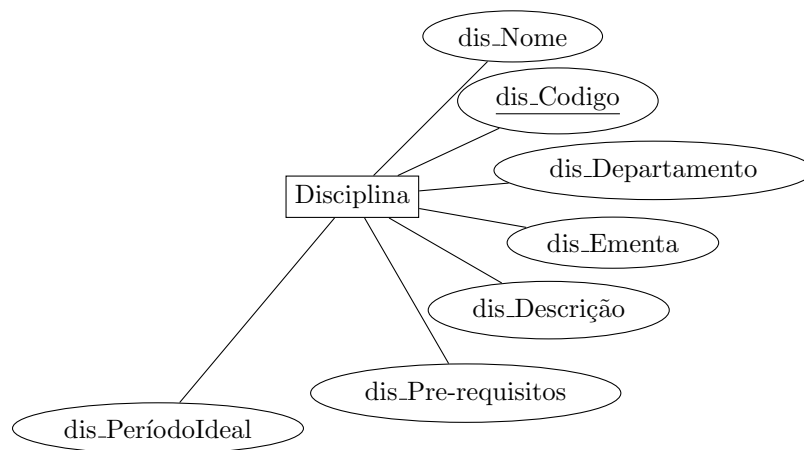 dis_Nome
dis_Codigo
dis_Departamento
Disciplina
dis_Ementa
dis_Descrição
dis_Pre-requisitos
dis_PeríodoIdeal